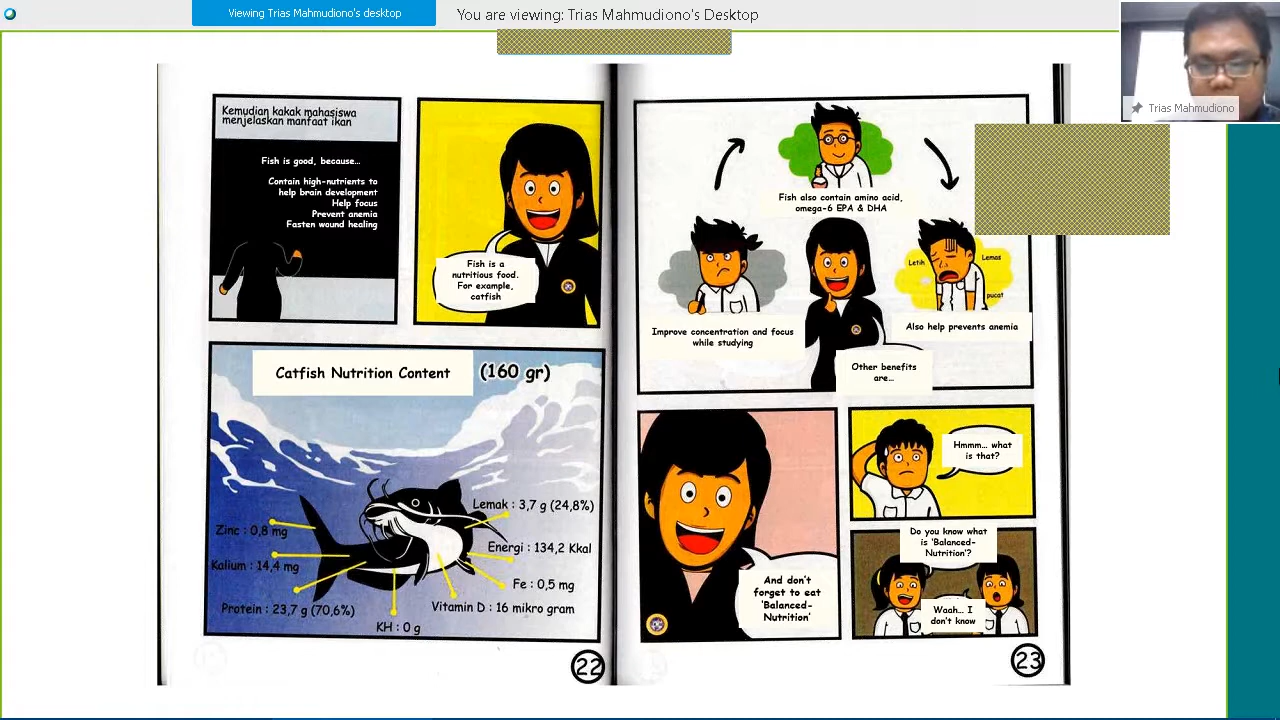 Viewing Trias Mahmudiono's desktop
You are viewing: Trias Mahmudiono's Desktop
Trias Mahmudiono
Kemudian kakak mahasiswa
menjelaskan manfaat ikan
Fish is good, because...
Contain high-nutrients to
help brain development
Help focus
Prevent anemia
Fasten wound healing
Fish is a
nutritious food.
For example,
catfish
Catfish Nutrition Content (160 gr)
Lemak : 3,7 g (24,8%)
Zinc : 0,8 mg
Energi : 134,2 Kkal
Kalium : 14,4 mg
Fe : 0,5 mg
Protein : 23,7 g (70,6%)
Vitamin D : 16 mikro gram
KH : 0 g
22
Fish also contain amino acid,
omega-6 EPA & DHA
Letih
Lemas
pucat
Improve concentration and focus
while studying
Also help prevents anemia
Other benefits
are...
And don't
forget to eat
'Balanced-
Nutrition'
Hmmm... what
is that?
Do you know what
is 'Balanced-
Nutrition'?
Waah... I
don't know
23